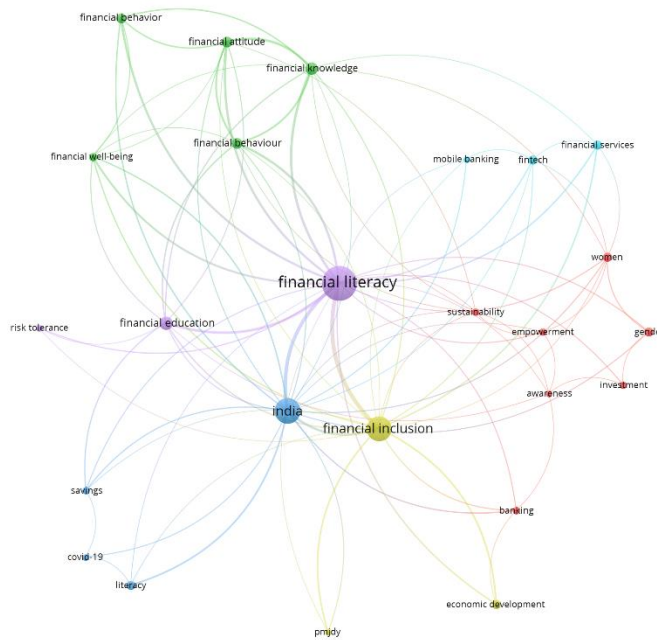 financial behavior
financial attitude
financial knowledge
financial behaviour
financial services
financial well-being
mobile banking
fintech
women
financial literacy
sustainability
risk tolerance
financial education
empowerment
gende
investment
awareness
india
financial inclusion
savings
banking
covid-19
literacy
economic development
pmjdy